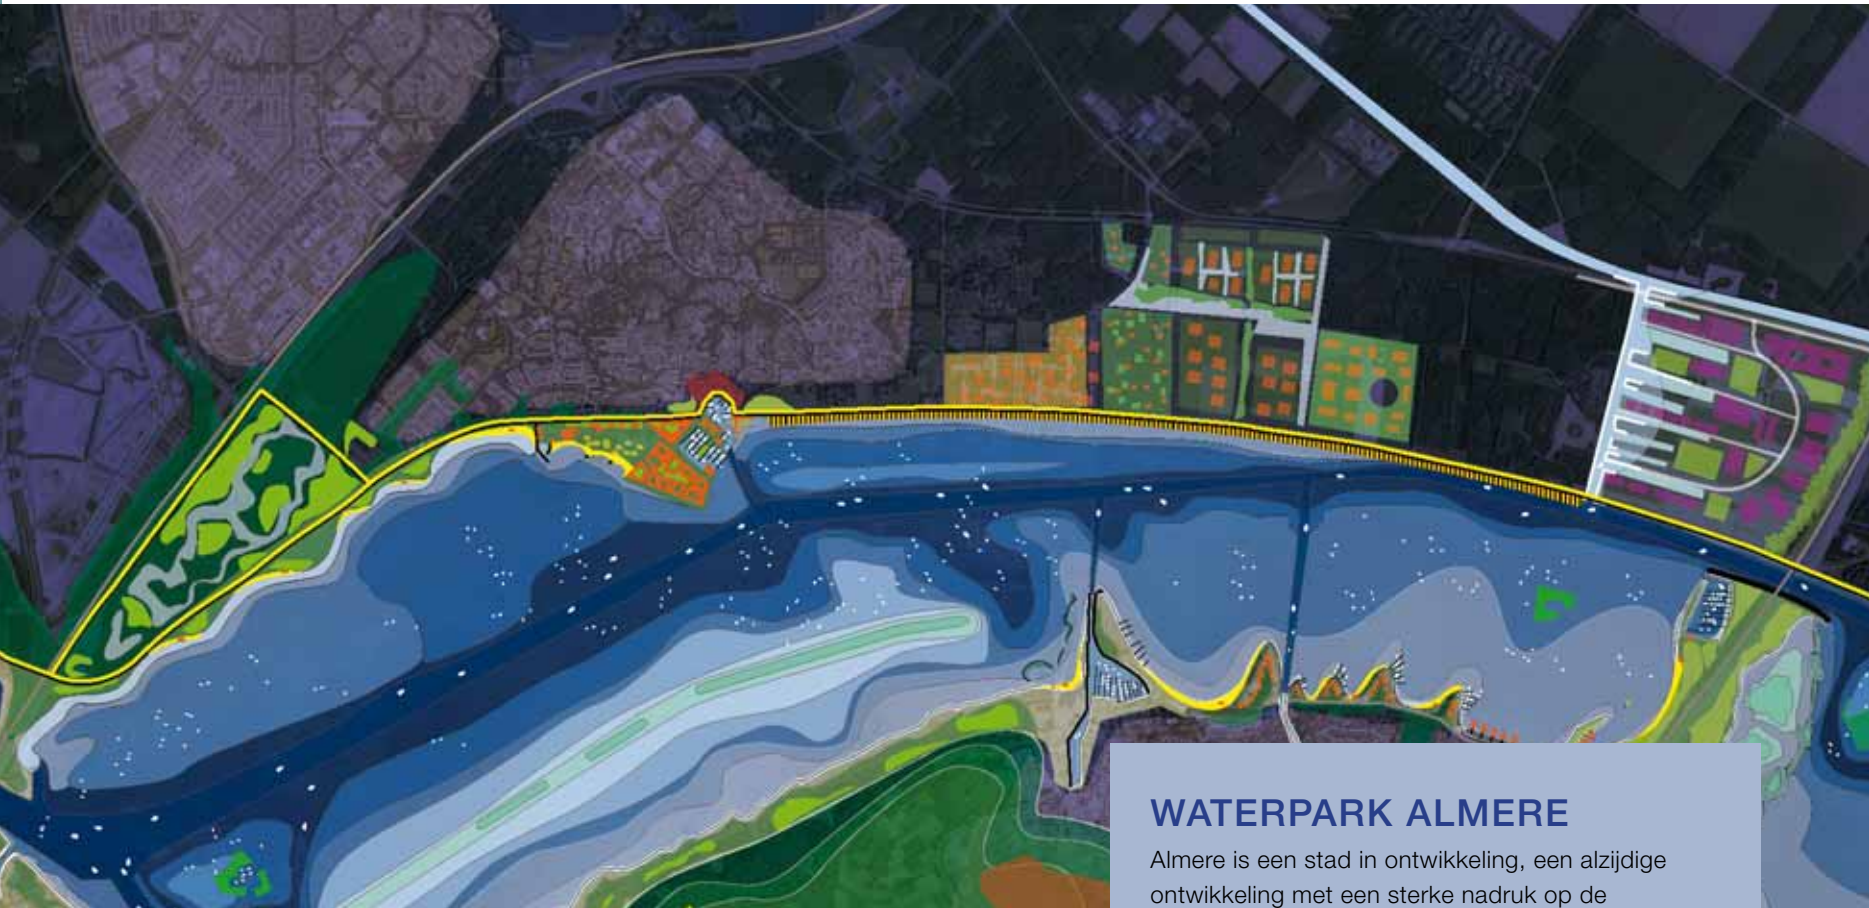 WATERPARK ALMERE
Almere is een stad in ontwikkeling, een alzijdige
ontwikkeling met een sterke nadruk op de